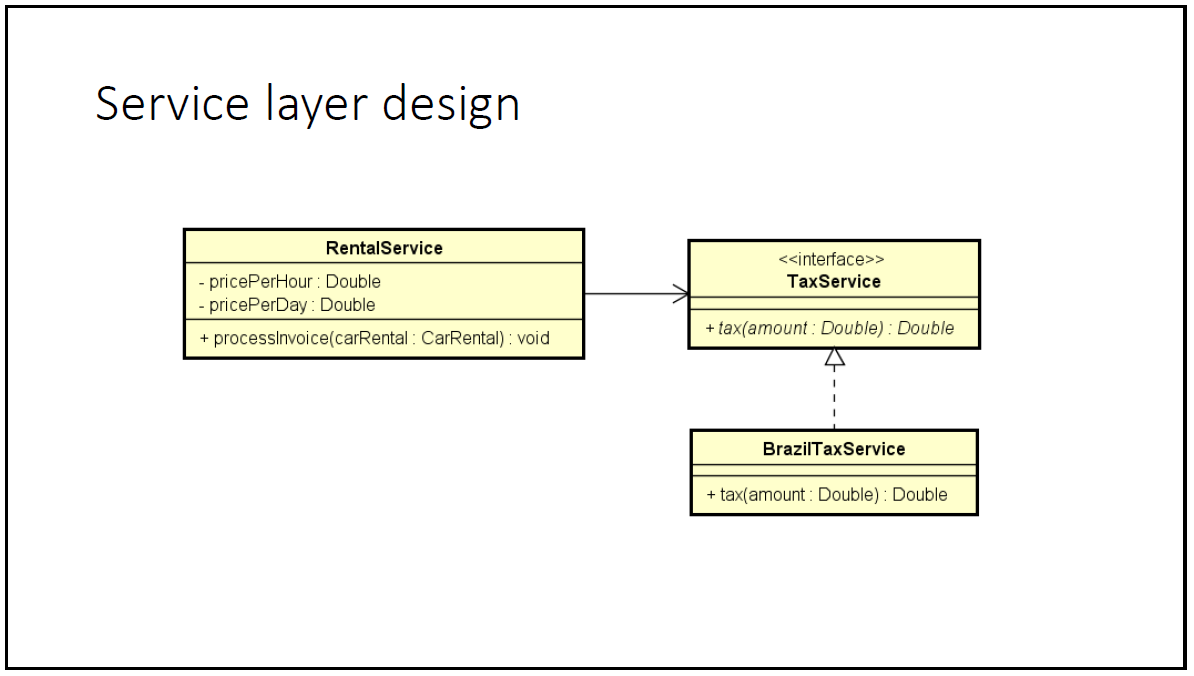 Service layer design
RentalService
- pricePerHour : Double
- pricePerDay : Double
+ processInvoice(carRental : CarRental) : void
<<interface>>
TaxService
+ tax(amount : Double) : Double
BrazilTaxService
+ tax(amount : Double) : Double